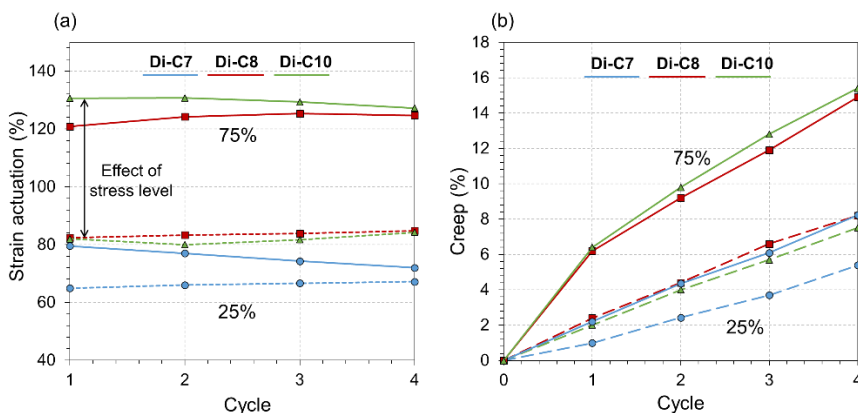 (a)
Di-C7 Di-C8 Di-C10
140
120
100
80
60
40
75%
Effect of
stress level
25%
1 2 3 4
Cycle
Strain actuation (%)
(b)
Di-C7 Di-C8 Di-C10
18
16
14
12
10
8
6
4
2
0
75%
25%
0 1 2 3 4
Cycle
Creep (%)